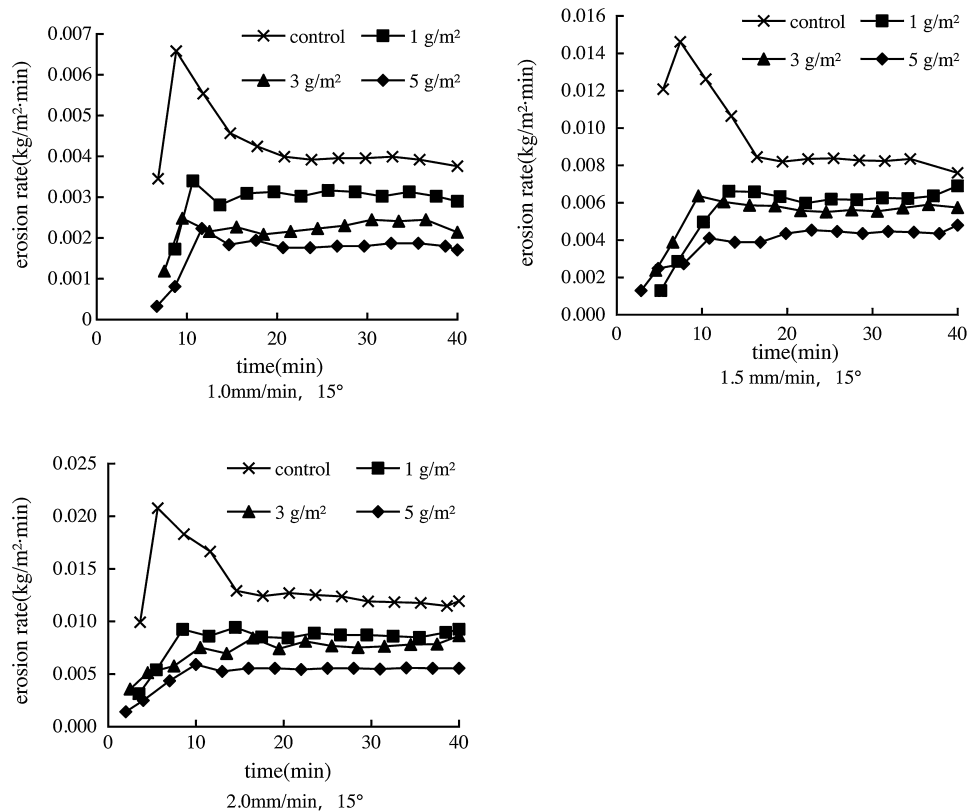 control 1 g/m²
3 g/m² 5 g/m²
erosion rate(kg/m²·min)
0.007
0.006
0.005
0.004
0.003
0.002
0.001
0
0 10 20 30 40
time(min)
1.0mm/min, 15°
control 1 g/m²
3 g/m² 5 g/m²
erosion rate(kg/m²·min)
0.016
0.014
0.012
0.010
0.008
0.006
0.004
0.002
0.000
0 10 20 30 40
time(min)
1.5 mm/min, 15°
control 1 g/m²
3 g/m² 5 g/m²
erosion rate(kg/m²·min)
0.025
0.020
0.015
0.010
0.005
0.000
0 10 20 30 40
time(min)
2.0mm/min, 15°